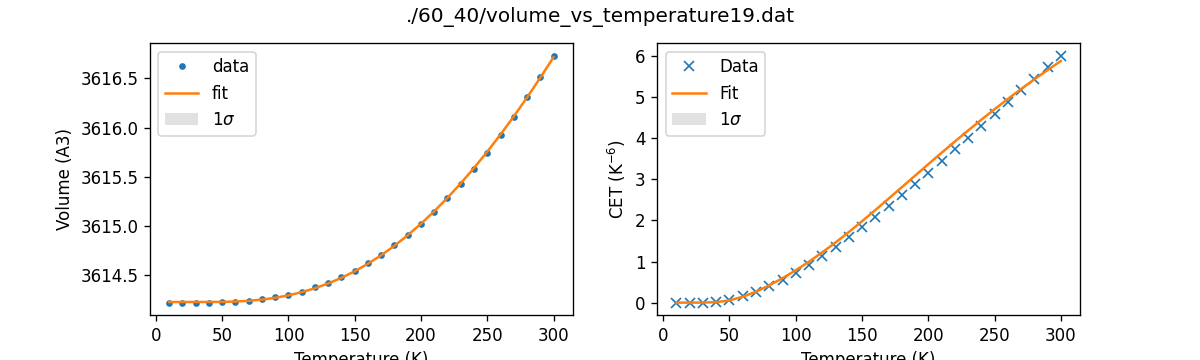 ./60_40/volume_vs_temperature19.dat
data
fit
1σ
Volume (A3)
3616.5
3616.0
3615.5
3615.0
3614.5
0 50 100 150 200 250 300
Temperature (K)
Data
Fit
1σ
CET (K⁻⁶)
6
5
4
3
2
1
0
0 50 100 150 200 250 300
Temperature (K)